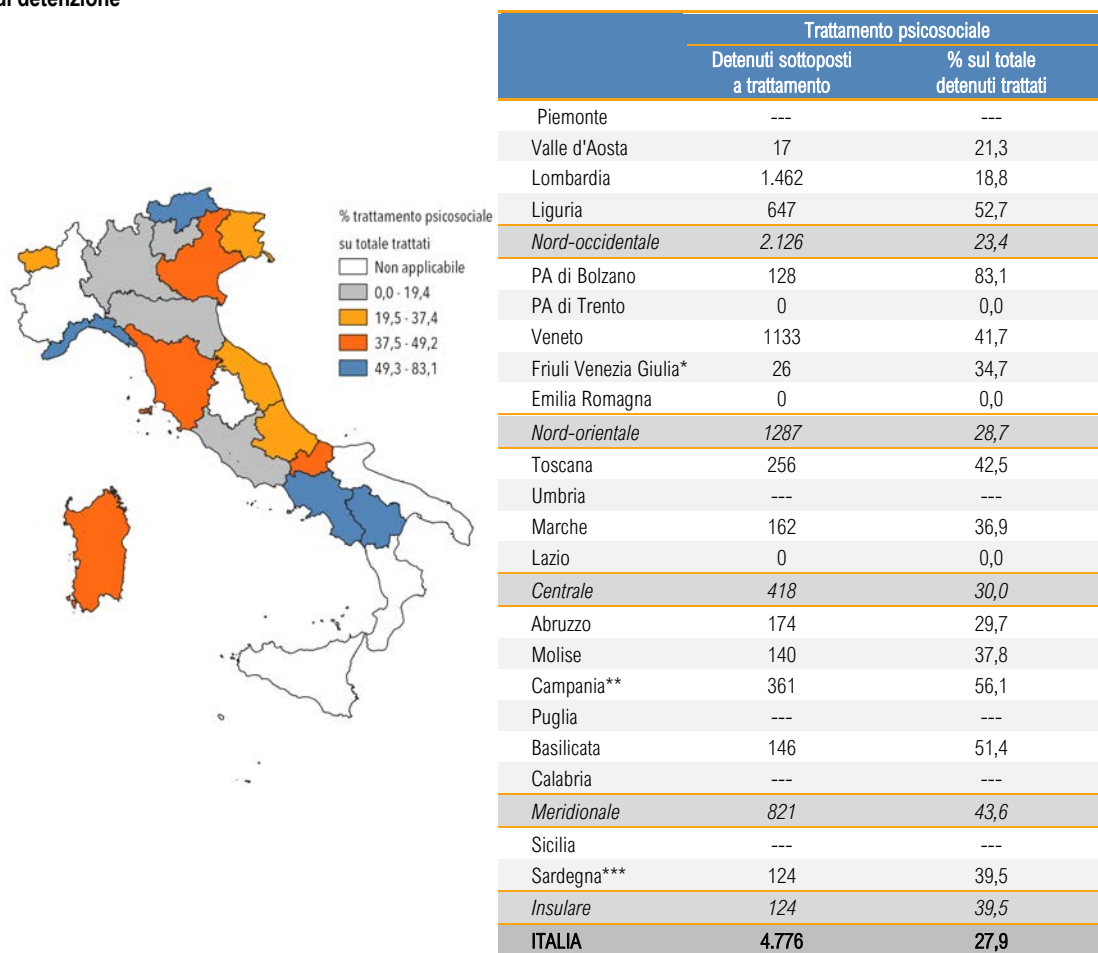 di detenzione
% trattamento psicosociale
su totale trattati
Non applicabile
0,0 - 19,4
19,5 - 37,4
37,5 - 49,2
49,3 - 83,1
Trattamento psicosociale
Detenuti sottoposti a trattamento % sul totale detenuti trattati
Piemonte --- ---
Valle d'Aosta 17 21,3
Lombardia 1.462 18,8
Liguria 647 52,7
Nord-occidentale 2.126 23,4
PA di Bolzano 128 83,1
PA di Trento 0 0,0
Veneto 1133 41,7
Friuli Venezia Giulia* 26 34,7
Emilia Romagna 0 0,0
Nord-orientale 1287 28,7
Toscana 256 42,5
Umbria --- ---
Marche 162 36,9
Lazio 0 0,0
Centrale 418 30,0
Abruzzo 174 29,7
Molise 140 37,8
Campania** 361 56,1
Puglia --- ---
Basilicata 146 51,4
Calabria --- ---
Meridionale 821 43,6
Sicilia --- ---
Sardegna*** 124 39,5
Insulare 124 39,5
ITALIA 4.776 27,9